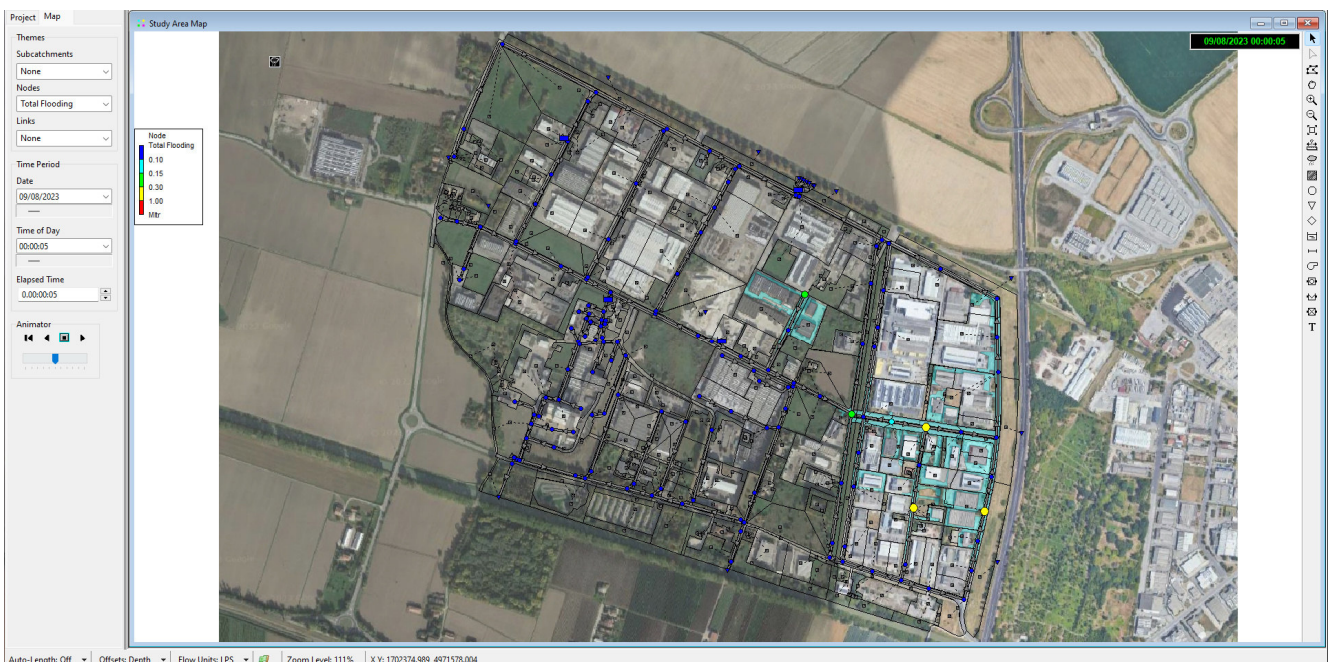 Project Map
Study Area Map
Themes
Subcatchments
None
Nodes
Total Flooding
Links
None
Time Period
Date
09/08/2023
Time of Day
00:00:05
Elapsed Time
0.00:00:05
Animator
09/08/2023 00:00:05
Node
Total Flooding
0.10
0.15
0.30
1.00
Mltr
T
Auto-Length: Off Offsets: Depth Flow Units: LPS Zoom Level: 111% X,Y: 1702374.989, 4971578.004